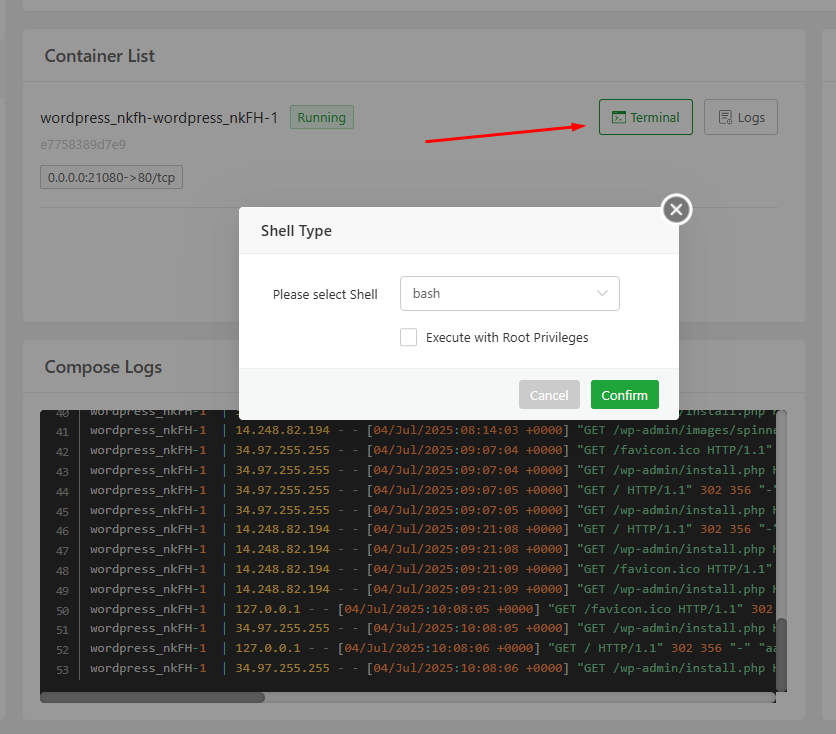 Container List
wordpress_nkfh-wordpress_nkFH-1 Running Terminal Logs
e7758389d7e9
0.0.0.0:21080->80/tcp
Shell Type
Please select Shell bash
Execute with Root Privileges
Cancel Confirm
Compose Logs
40 wordpress_nkFH-1 |
41 wordpress_nkFH-1 | 14.248.82.194 - - [04/Jul/2025:08:14:03 +0000] "GET /wp-admin/images/spinne
42 wordpress_nkFH-1 | 34.97.255.255 - - [04/Jul/2025:09:07:04 +0000] "GET /favicon.ico HTTP/1.1"
43 wordpress_nkFH-1 | 34.97.255.255 - - [04/Jul/2025:09:07:04 +0000] "GET /wp-admin/install.php H
44 wordpress_nkFH-1 | 34.97.255.255 - - [04/Jul/2025:09:07:05 +0000] "GET / HTTP/1.1" 302 356 "-"
45 wordpress_nkFH-1 | 34.97.255.255 - - [04/Jul/2025:09:07:05 +0000] "GET /wp-admin/install.php H
46 wordpress_nkFH-1 | 14.248.82.194 - - [04/Jul/2025:09:21:08 +0000] "GET / HTTP/1.1" 302 356 "-"
47 wordpress_nkFH-1 | 14.248.82.194 - - [04/Jul/2025:09:21:08 +0000] "GET /wp-admin/install.php H
48 wordpress_nkFH-1 | 14.248.82.194 - - [04/Jul/2025:09:21:09 +0000] "GET /favicon.ico HTTP/1.1"
49 wordpress_nkFH-1 | 14.248.82.194 - - [04/Jul/2025:09:21:09 +0000] "GET /wp-admin/install.php H
50 wordpress_nkFH-1 | 127.0.0.1 - - [04/Jul/2025:10:08:05 +0000] "GET /favicon.ico HTTP/1.1" 302
51 wordpress_nkFH-1 | 34.97.255.255 - - [04/Jul/2025:10:08:05 +0000] "GET /wp-admin/install.php H
52 wordpress_nkFH-1 | 127.0.0.1 - - [04/Jul/2025:10:08:06 +0000] "GET / HTTP/1.1" 302 356 "-" "aa
53 wordpress_nkFH-1 | 34.97.255.255 - - [04/Jul/2025:10:08:06 +0000] "GET /wp-admin/install.php H